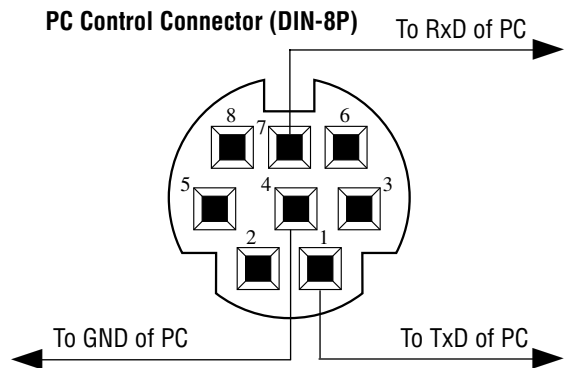 PC Control Connector (DIN-8P)
To RxD of PC
8 7 6
5 4 3
2 1
To GND of PC
To TxD of PC